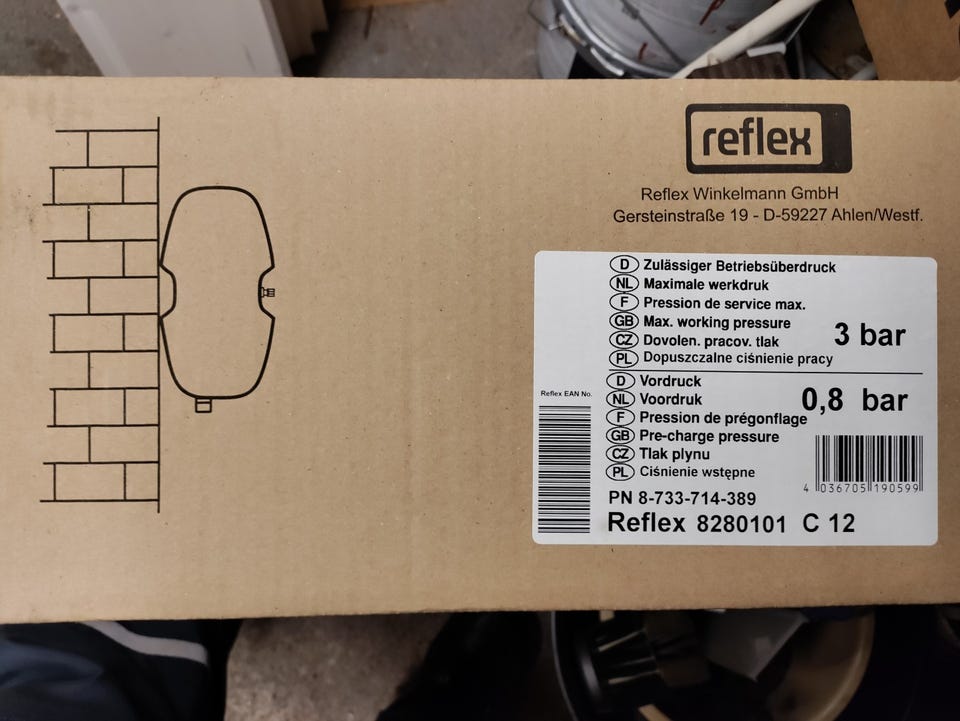 reflex
Reflex Winkelmann GmbH
Gersteinstraße 19 - D-59227 Ahlen/Westf.
D Zulässiger Betriebsüberdruck
NL Maximale werkdruk
F Pression de service max.
GB Max. working pressure
CZ Dovolen. pracov. tlak
PL Dopuszczalne ciśnienie pracy
3 bar
D Vordruck
NL Voordruk
F Pression de prégonflage
GB Pre-charge pressure
CZ Tlak plynu
PL Ciśnienie wstępne
0,8 bar
Reflex EAN No.
4 036705 190599
PN 8-733-714-389
Reflex 8280101 C 12